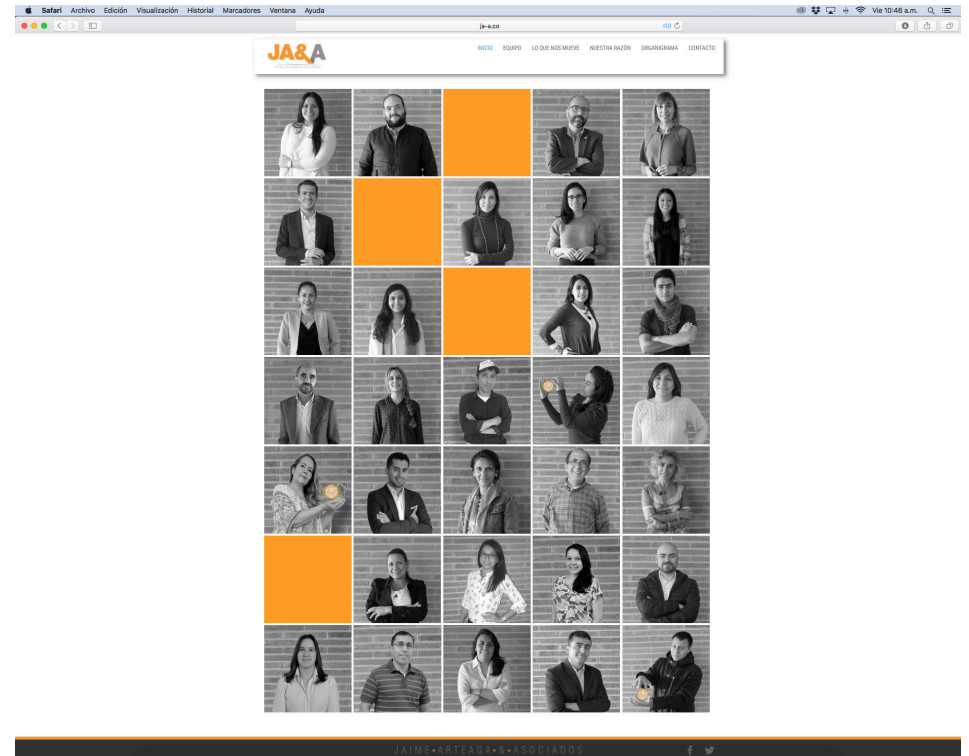 Safari Archivo Edición Visualización Historial Marcadores Ventana Ayuda
Vie 10:46 a.m.
ja-a.co
JA&A
INICIO EQUIPO LO QUE NOS MUEVE NUESTRA RAZÓN ORGANIGRAMA CONTACTO
JAIME•ARTEAGA•&•ASOCIADOS